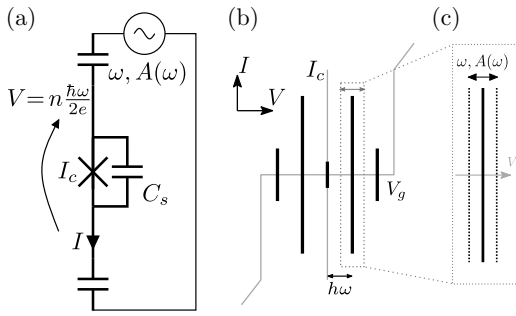 (a)
ω, A(ω)
V=n ħω/2e
I_c
C_s
I
(b)
I
V
I_c
V_g
hω
(c)
ω, A(ω)
V